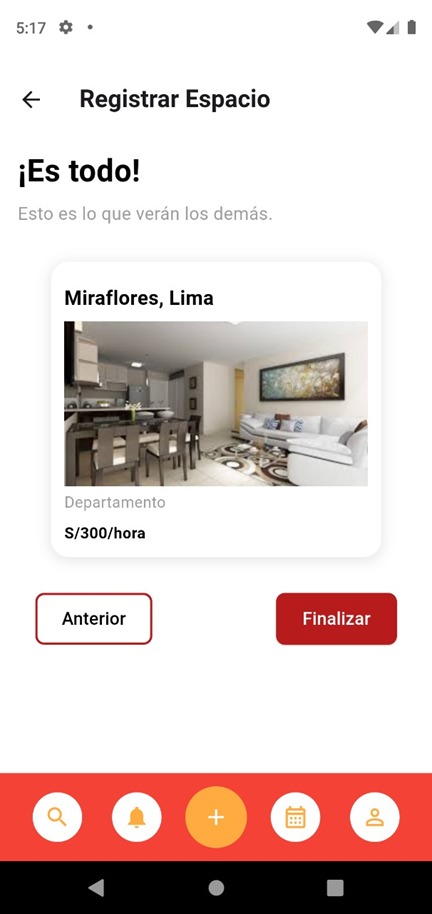 5:17
Registrar Espacio
¡Es todo!
Esto es lo que verán los demás.
Miraflores, Lima
Departamento
S/300/hora
Anterior
Finalizar